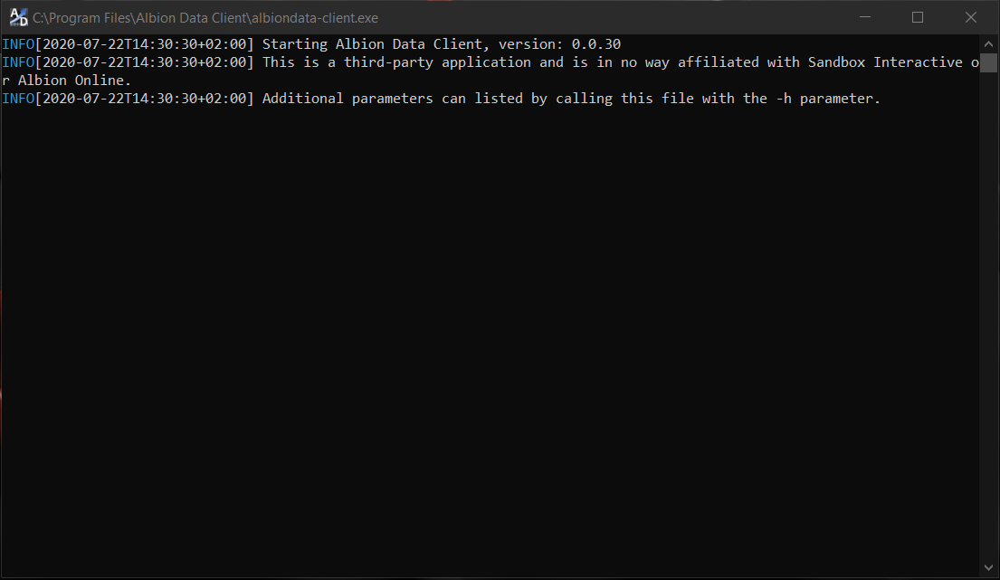 C:\Program Files\Albion Data Client\albiondata-client.exe
INFO[2020-07-22T14:30:30+02:00] Starting Albion Data Client, version: 0.0.30
INFO[2020-07-22T14:30:30+02:00] This is a third-party application and is in no way affiliated with Sandbox Interactive o
r Albion Online.
INFO[2020-07-22T14:30:30+02:00] Additional parameters can listed by calling this file with the -h parameter.